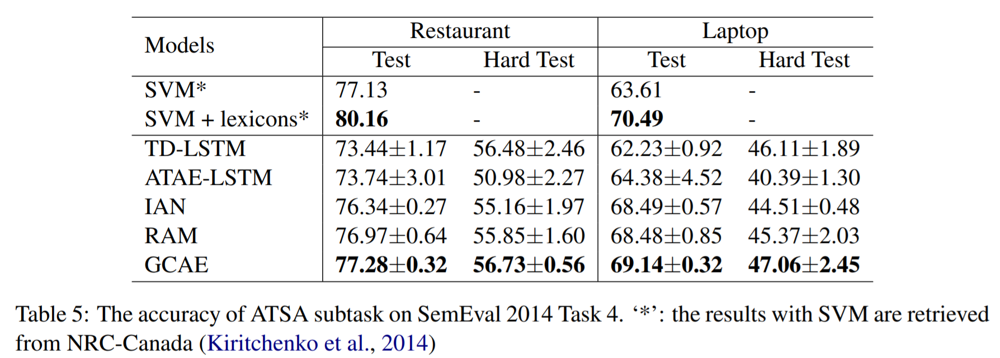 Models Restaurant Laptop
Test Hard Test Test Hard Test
SVM* 77.13 - 63.61 -
SVM + lexicons* 80.16 - 70.49 -
TD-LSTM 73.44±1.17 56.48±2.46 62.23±0.92 46.11±1.89
ATAE-LSTM 73.74±3.01 50.98±2.27 64.38±4.52 40.39±1.30
IAN 76.34±0.27 55.16±1.97 68.49±0.57 44.51±0.48
RAM 76.97±0.64 55.85±1.60 68.48±0.85 45.37±2.03
GCAE 77.28±0.32 56.73±0.56 69.14±0.32 47.06±2.45
Table 5: The accuracy of ATSA subtask on SemEval 2014 Task 4. ‘*’: the results with SVM are retrieved
from NRC-Canada (Kiritchenko et al., 2014)